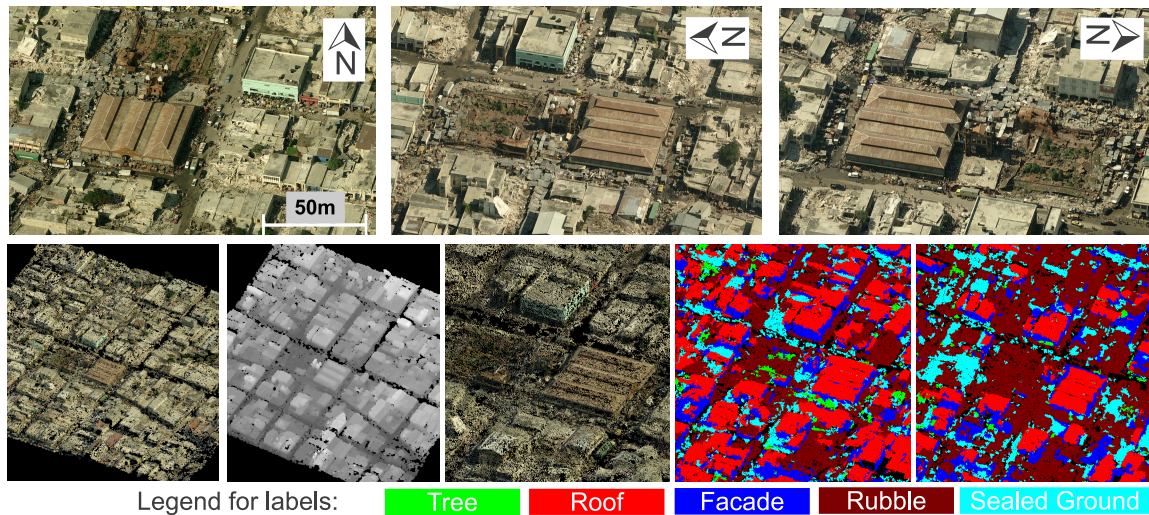 N
N
N
50m
Legend for labels:
Tree
Roof
Facade
Rubble
Sealed Ground